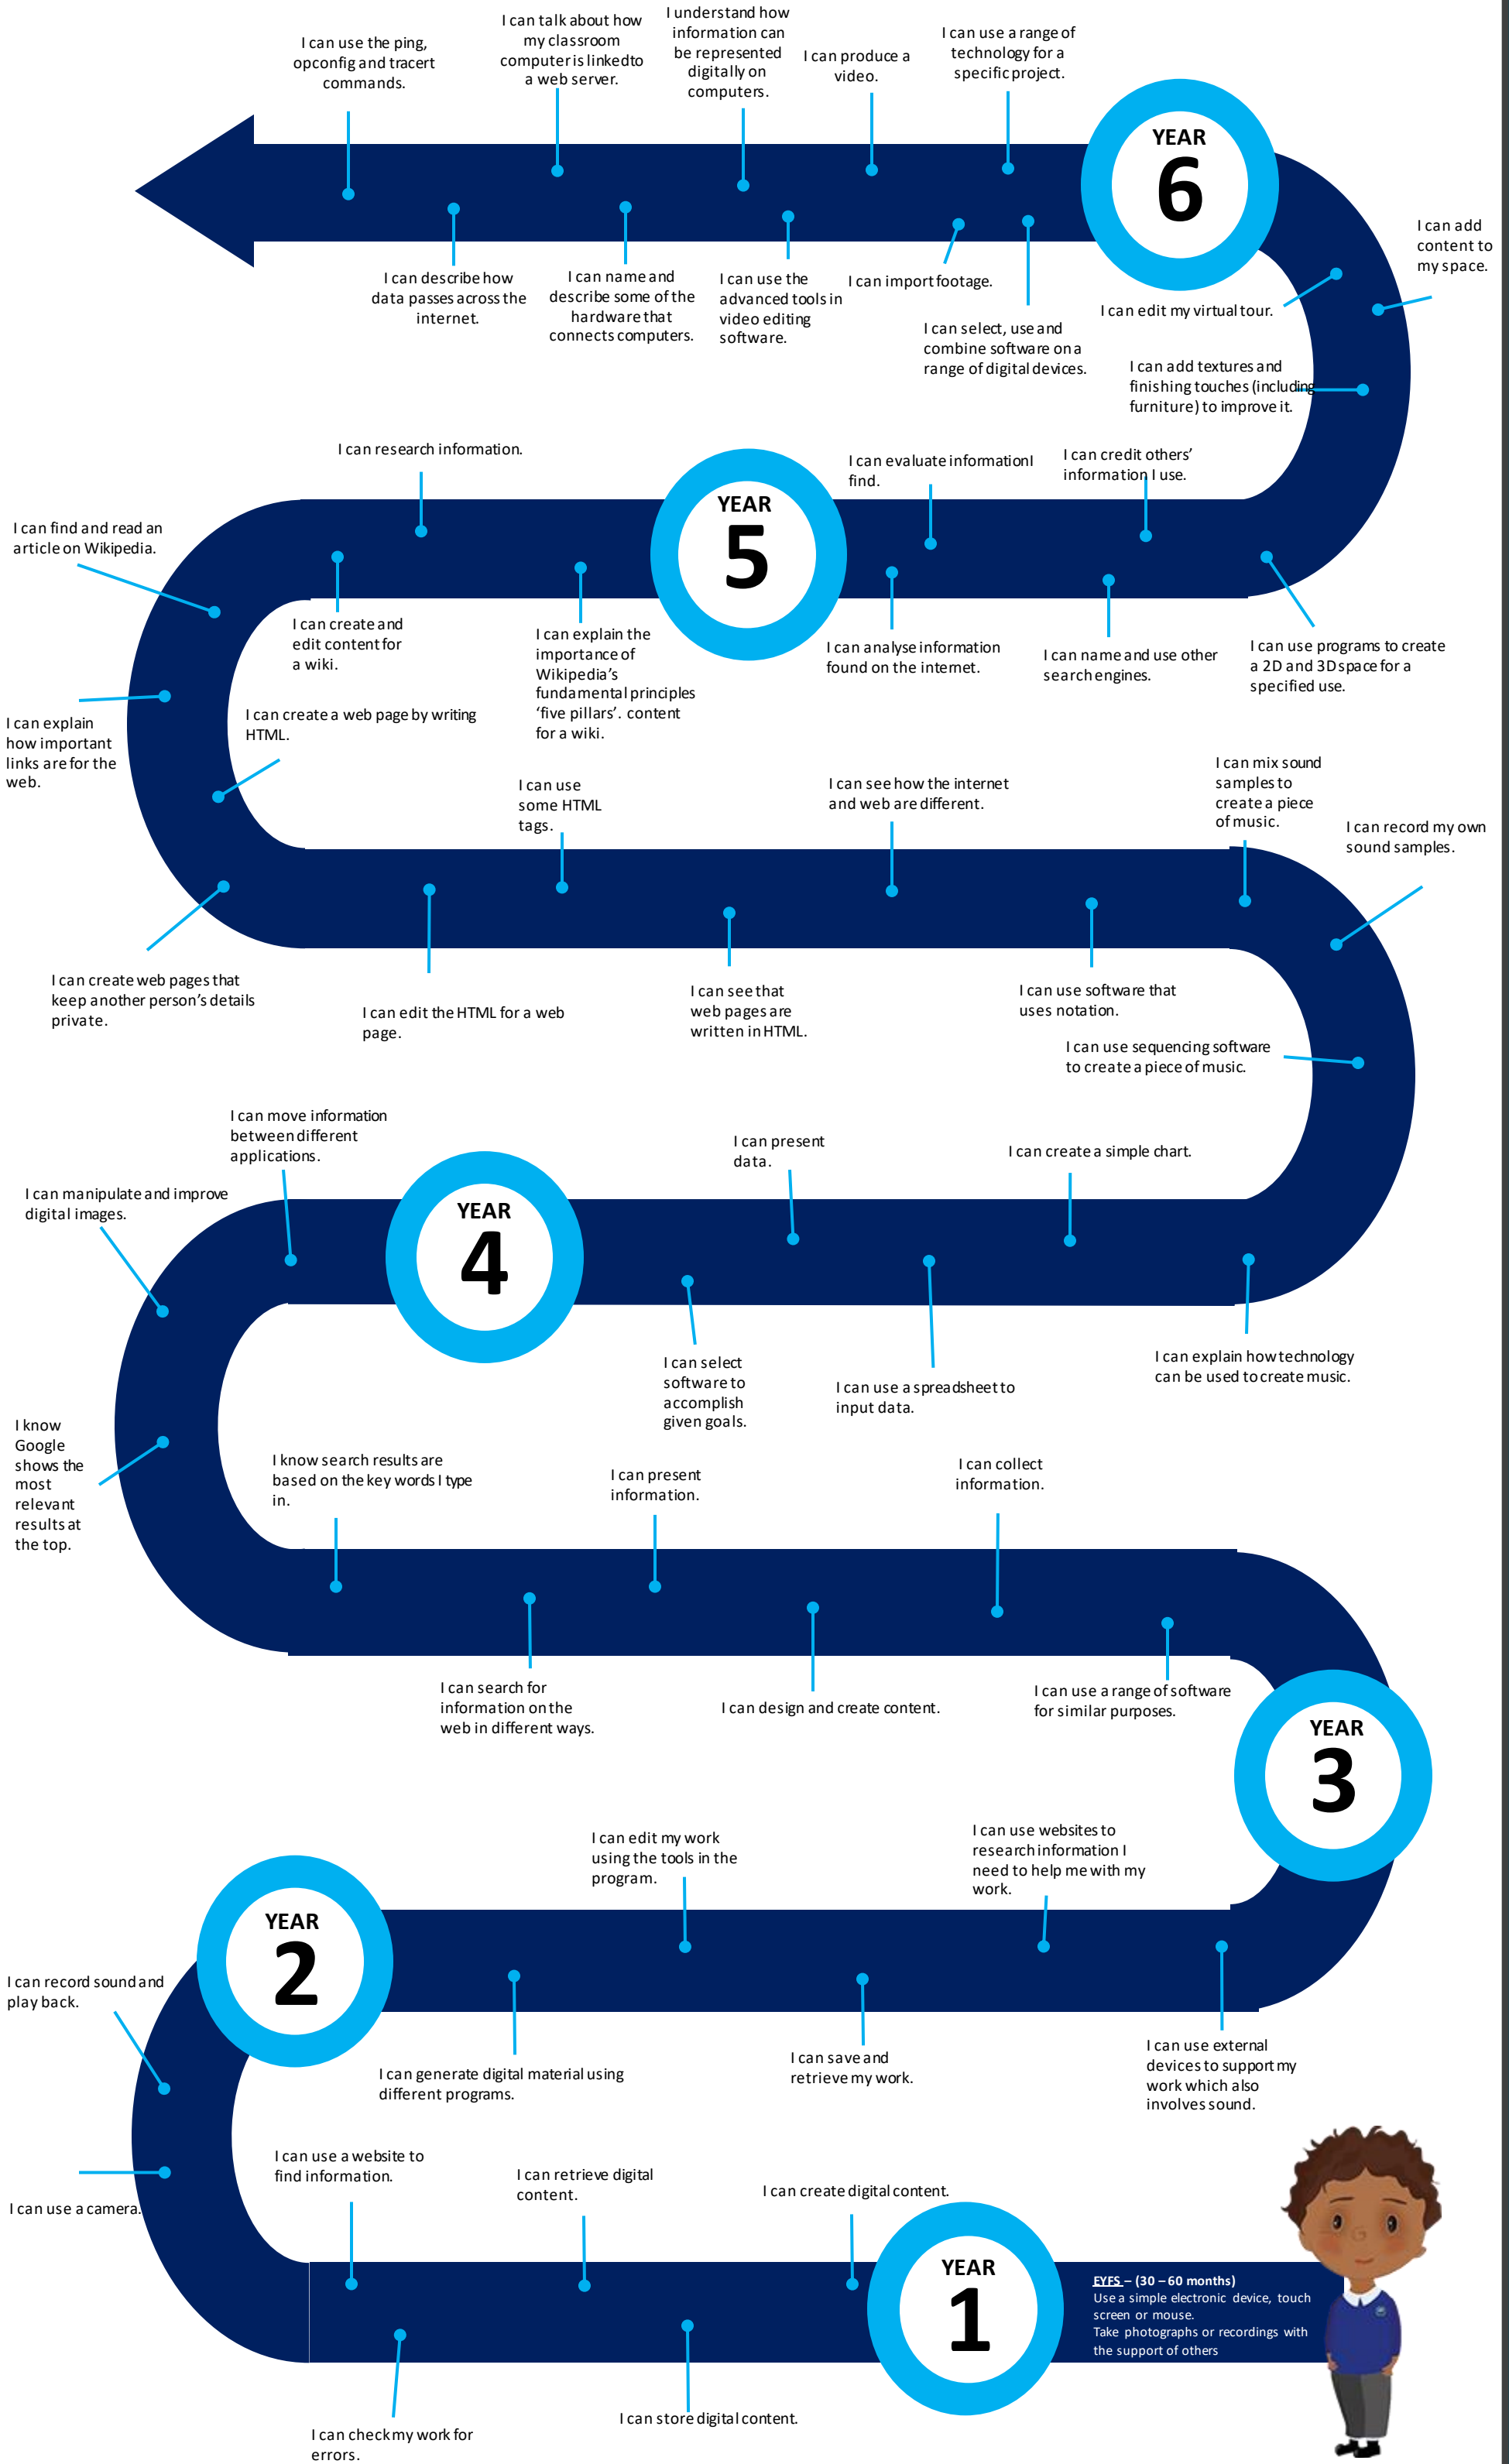 I can use the ping,
opconfig and tracert
commands.
I can talk about how
my classroom
computer is linked to
a web server.
I understand how
information can
be represented
digitally on
computers.
I can produce a
video.
I can use a range of
technology for a
specific project.
YEAR
6
I can describe how
data passes across the
internet.
I can name and
describe some of the
hardware that
connects computers.
I can use the
advanced tools in
video editing
software.
I can import footage.
I can select, use and
combine software on a
range of digital devices.
I can edit my virtual tour.
I can add
content to
my space.
I can add textures and
finishing touches (including
furniture) to improve it.
I can research information.
YEAR
5
I can evaluate information I
find.
I can credit others’
information I use.
I can find and read an
article on Wikipedia.
I can create and
edit content for
a wiki.
I can explain the
importance of
Wikipedia’s
fundamental principles
‘five pillars’. content
for a wiki.
I can analyse information
found on the internet.
I can name and use other
search engines.
I can use programs to create
a 2D and 3D space for a
specified use.
I can explain
how important
links are for the
web.
I can create a web page by writing
HTML.
I can use
some HTML
tags.
I can see how the internet
and web are different.
I can mix sound
samples to
create a piece
of music.
I can record my own
sound samples.
I can create web pages that
keep another person’s details
private.
I can edit the HTML for a web
page.
I can see that
web pages are
written in HTML.
I can use software that
uses notation.
I can use sequencing software
to create a piece of music.
I can move information
between different
applications.
I can manipulate and improve
digital images.
YEAR
4
I can present
data.
I can create a simple chart.
I can select
software to
accomplish
given goals.
I can use a spreadsheet to
input data.
I can explain how technology
can be used to create music.
I know
Google
shows the
most
relevant
results at
the top.
I know search results are
based on the key words I type
in.
I can present
information.
I can collect
information.
I can search for
information on the
web in different ways.
I can design and create content.
I can use a range of software
for similar purposes.
YEAR
3
I can edit my work
using the tools in the
program.
I can use websites to
research information I
need to help me with my
work.
YEAR
2
I can record sound and
play back.
I can generate digital material using
different programs.
I can save and
retrieve my work.
I can use external
devices to support my
work which also
involves sound.
I can use a camera.
I can use a website to
find information.
I can retrieve digital
content.
I can create digital content.
YEAR
1
EYFS – (30 – 60 months)
Use a simple electronic device, touch
screen or mouse.
Take photographs or recordings with
the support of others
I can check my work for
errors.
I can store digital content.